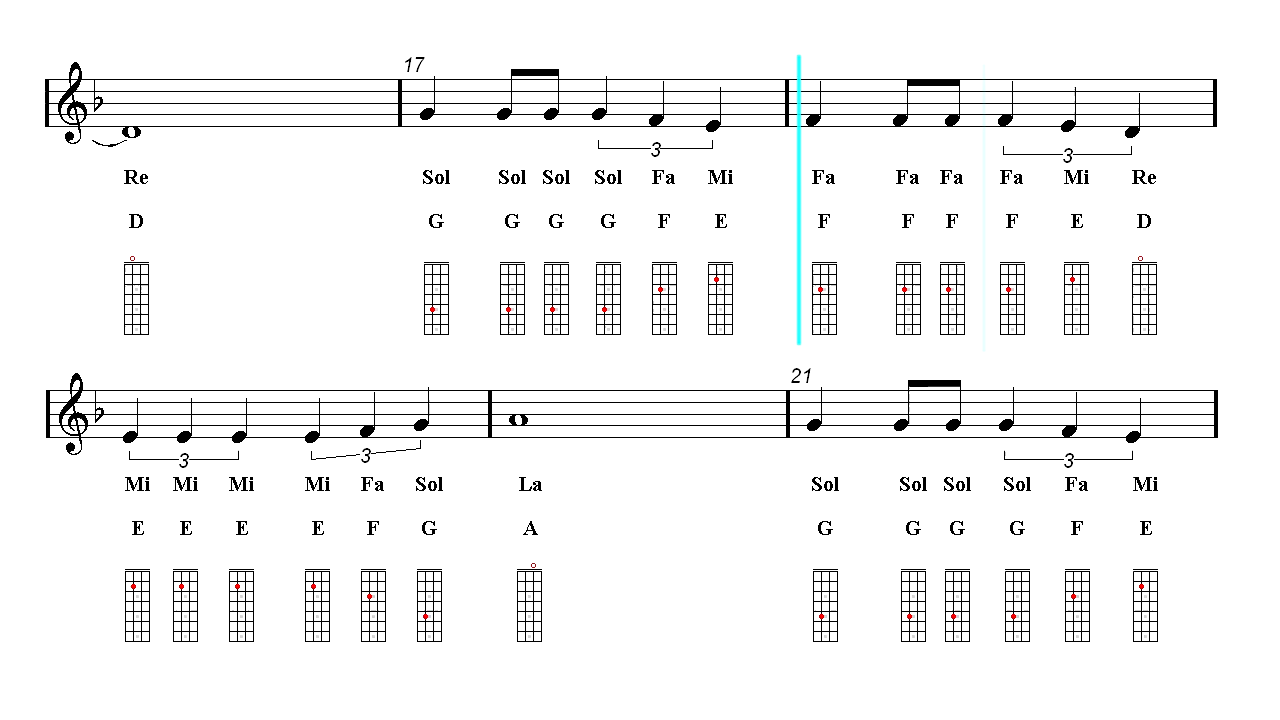 17
3 3
Re Sol Sol Sol Sol Fa Mi Fa Fa Fa Fa Mi Re
D G G G G F E F F F F E D
21
3 3 3
Mi Mi Mi Mi Fa Sol La Sol Sol Sol Sol Fa Mi
E E E E F G A G G G G F E